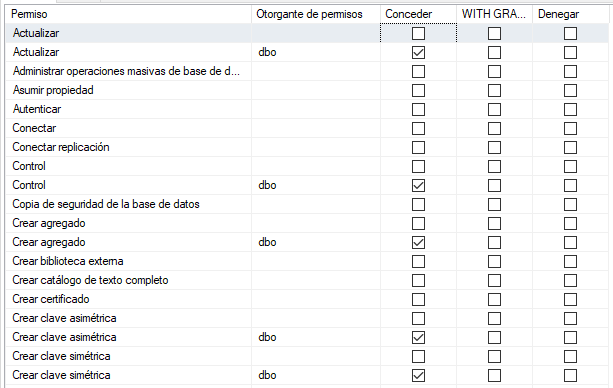 Permiso Otorgante de permisos Conceder WITH GRA... Denegar
Actualizar
Actualizar dbo
Administrar operaciones masivas de base de d...
Asumir propiedad
Autenticar
Conectar
Conectar replicación
Control
Control dbo
Copia de seguridad de la base de datos
Crear agregado
Crear agregado dbo
Crear biblioteca externa
Crear catálogo de texto completo
Crear certificado
Crear clave asimétrica
Crear clave asimétrica dbo
Crear clave simétrica
Crear clave simétrica dbo